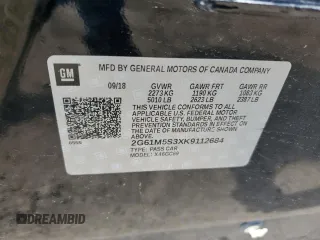 GM
MFD BY GENERAL MOTORS OF CANADA COMPANY
09/18 GVWR GAWR FRT GAWR RR
2273 KG 1190 KG 1083 KG
5010 LB 2623 LB 2387 LB
THIS VEHICLE CONFORMS TO ALL
APPLICABLE U.S. FEDERAL MOTOR
VEHICLE SAFETY, BUMPER, AND THEFT
PREVENTION STANDARDS IN EFFECT ON
THE DATE OF MANUFACTURE SHOWN ABOVE.
2G61M5S3XK9112684
TYPE: PASS CAR
DREAMBID